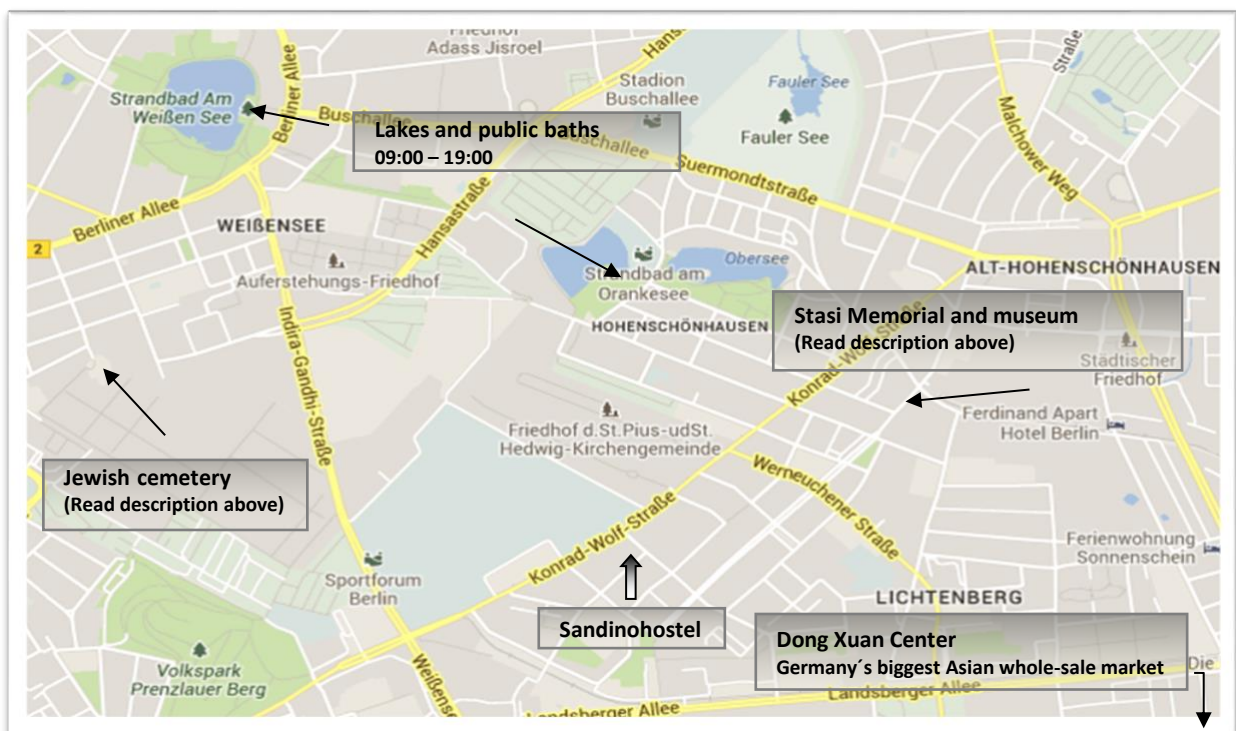 Friedhof
Adass Jisroel
Hans
Straße
Stadion
Buschallee
Fauler See
Strandbad Am
Weißen See
Berliner Allee
Buschallee
Lakes and public baths
09:00 – 19:00
Buschallee
Fauler See
Suermondtstraße
Malchower Weg
Berliner Allee
WEIßENSEE
Hansastraße
2
Auferstehungs-Friedhof
Strandbad am
Orankesee
Obersee
ALT-HOHENSCHÖNHAUSEN
HOHENSCHÖNHAUSEN
Stasi Memorial and museum
(Read description above)
Städtischer
Friedhof
Indira-Gandhi-Straße
Konrad-Wolf-Straße
Friedhof d.St.Pius-udSt.
Hedwig-Kirchengemeinde
Ferdinand Apart
Hotel Berlin
Jewish cemetery
(Read description above)
Werneuchener Straße
Konrad-Wolf-Straße
Ferienwohnung
Sonnenschein
Sportforum
Berlin
LICHTENBERG
Sandinohostel
Dong Xuan Center
Germany´s biggest Asian whole-sale market
Die
Volkspark
Prenzlauer Berg
Weißense
Landsberger Allee
Landsberger Allee